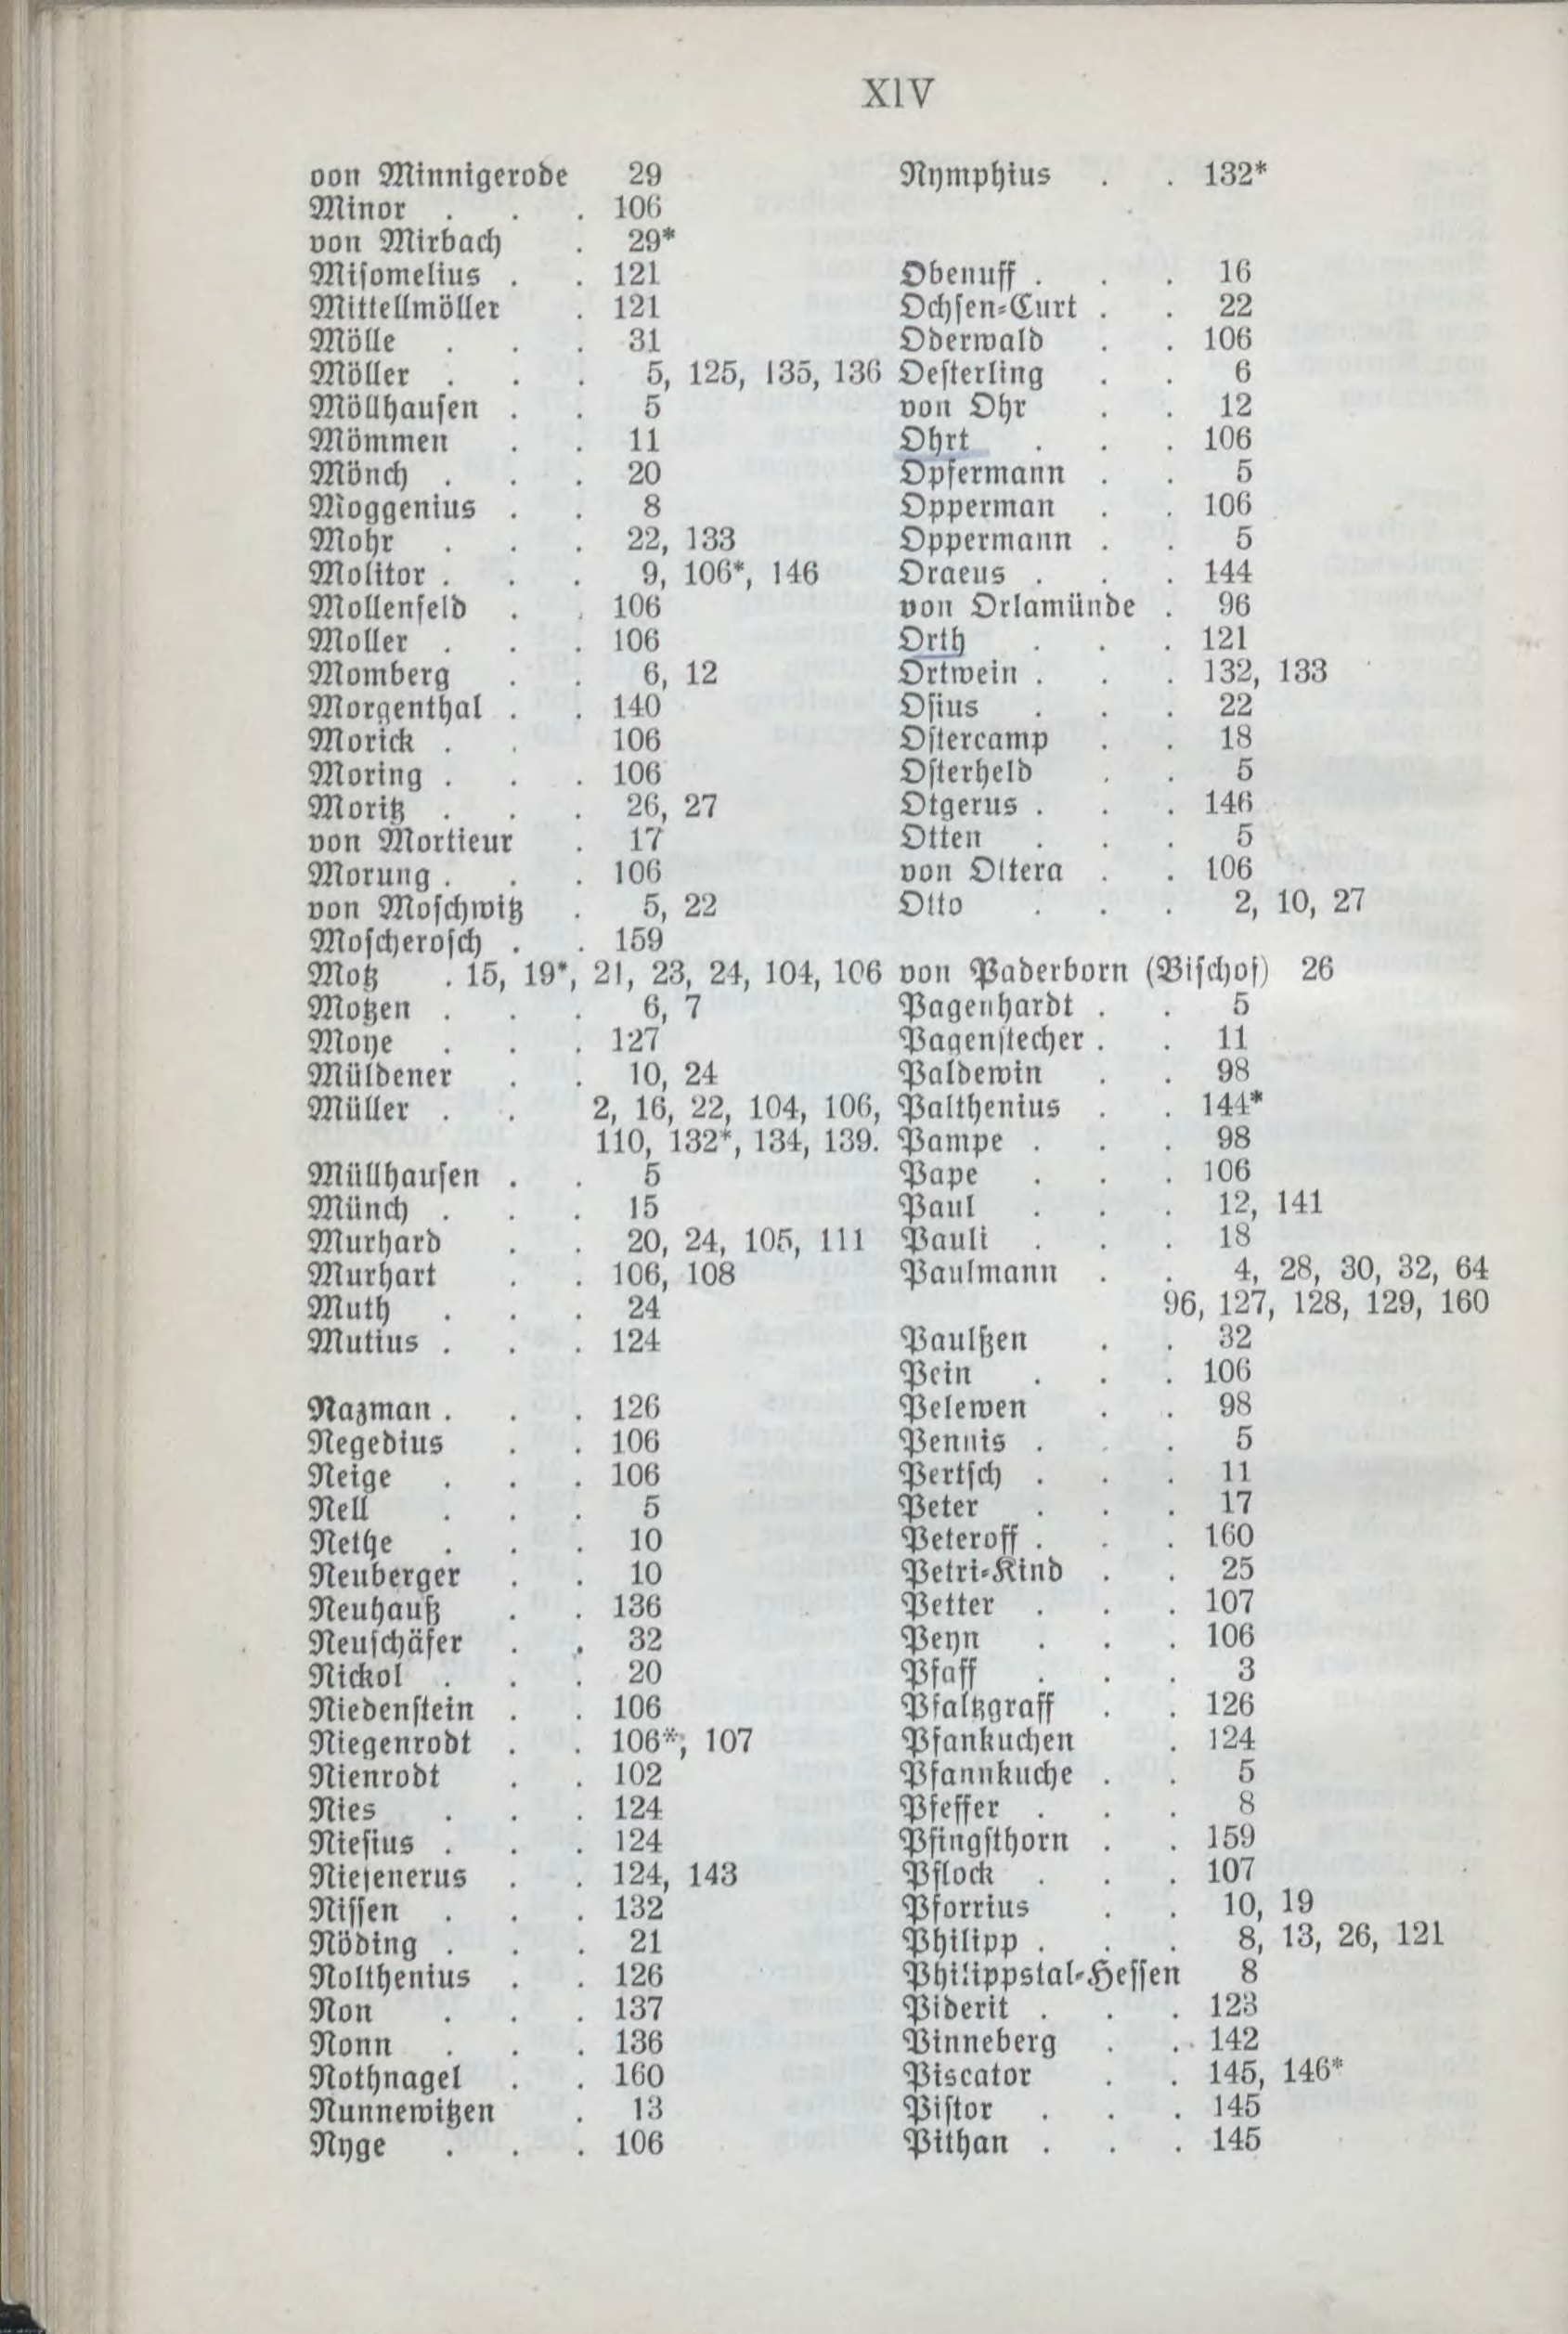 XIV
von Minnigerode 29
Minor . . . 106
von Mirbach . 29*
Misomelius . . 121
Mittellmöller . 121
Mölle . . . 31
Möller . . . 5, 125, 135, 136
Möllhausen . . 5
Mömmen . . 11
Mönch . . . 20
Moggenius . . 8
Mohr . . . 22, 133
Molitor . . . 9, 106*, 146
Mollenfeld . . 106
Moller . . . 106
Momberg . . 6, 12
Morgenthal . . 140
Morick . . . 106
Moring . . . 106
Moritz . . . 26, 27
von Mortieur . 17
Morung . . . 106
von Moschwitz . 5, 22
Moscherosch . . 159
Motz . 15, 19*, 21, 23, 24, 104, 106
Motzen . . . 6, 7
Moye . . . 127
Müldener . . 10, 24
Müller . . 2, 16, 22, 104, 106,
110, 132*, 134, 139.
Müllhausen . . 5
Münch . . . 15
Murhard . . 20, 24, 105, 111
Murhart . . 106, 108
Muth . . . 24
Mutius . . . 124
Nazman . . . 126
Negedius . . 106
Neige . . . 106
Nell . . . 5
Nethe . . . 10
Neuberger . . 10
Neuhauß . . 136
Neuschäfer . . 32
Nickol . . . 20
Niedenstein . . 106
Niegenrodt . . 106*, 107
Nienrodt . . 102
Nies . . . 124
Niesius . . . 124
Niesenerus . . 124, 143
Nissen . . . 132
Nöding . . . 21
Nolthenius . . 126
Non . . . 137
Nonn . . . 136
Nothnagel . . 160
Nunnewitzen . 13
Nyge . . . 106
Nymphius . . 132*
Obenuff . . . 16
Ochsen-Curt . . 22
Oderwald . . 106
Oesterling . . 6
von Ohr . . 12
Ohrt . . . 106
Opfermann . . 5
Opperman . . 106
Oppermann . . 5
Oraeus . . . 144
von Orlamünde . 96
Orth . . . 121
Ortwein . . . 132, 133
Osius . . . 22
Ostercamp . . 18
Osterheld . . 5
Otgerus . . . 146
Otten . . . 5
von Ottera . . 106
Otto . . . 2, 10, 27
von Paderborn (Bischof) 26
Pagenhardt . . 5
Pagenstecher . . 11
Paldewin . . 98
Palthenius . . 144*
Pampe . . . 98
Pape . . . 106
Paul . . . 12, 141
Pauli . . . 18
Paulmann . . 4, 28, 30, 32, 64
96, 127, 128, 129, 160
Paulßen . . 32
Pein . . . 106
Pelewen . . 98
Pennis . . . 5
Pertsch . . . 11
Peter . . . 17
Peteroff . . . 160
Petri-Kind . . 25
Petter . . . 107
Peyn . . . 106
Pfaff . . . 3
Pfaltzgraff . . 126
Pfankuchen . 124
Pfannkuche . . 5
Pfeffer . . . 8
Pfingsthorn . . 159
Pflock . . . 107
Pforrius . . 10, 19
Philipp . . . 8, 13, 26, 121
Philippstal-Hessen 8
Piderit . . . 123
Pinneberg . . 142
Piscator . . 145, 146*
Pistor . . . 145
Pithan . . . 145